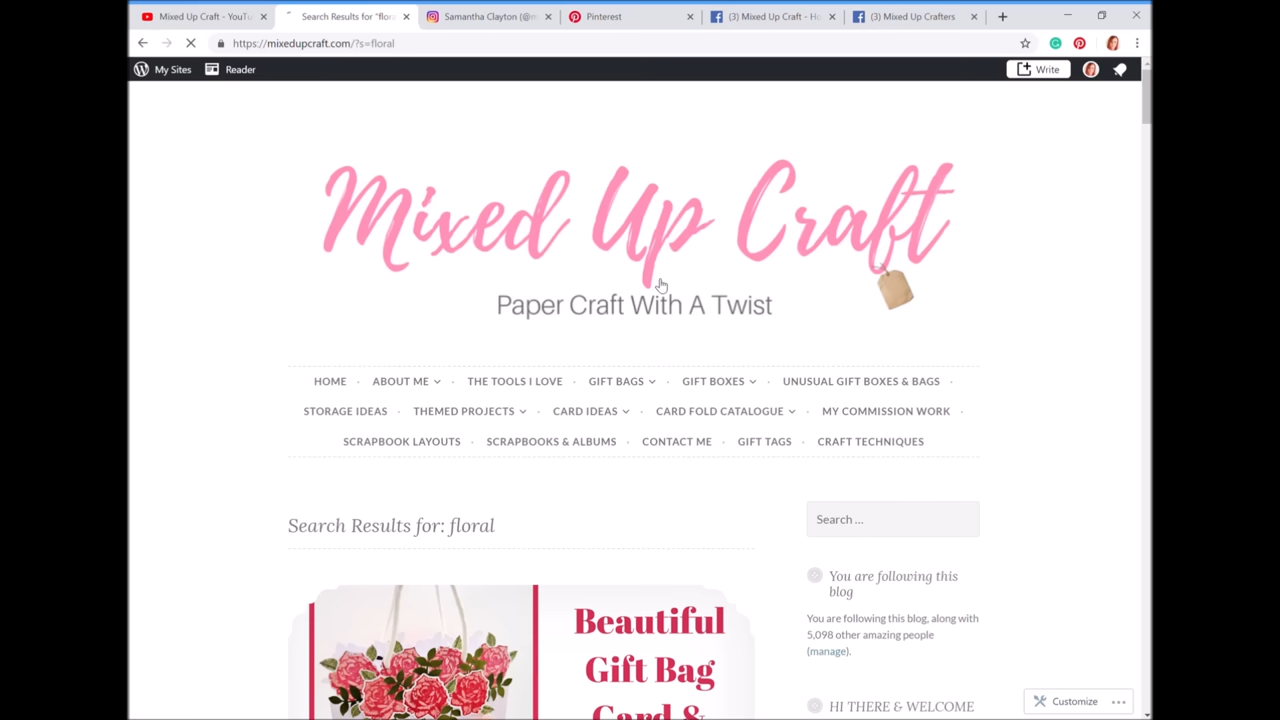 Mixed Up Craft - YouTu
Search Results for "flora
Samantha Clayton (@m
Pinterest
(3) Mixed Up Craft - Ho
(3) Mixed Up Crafters
https://mixedupcraft.com/?s=floral
My Sites
Reader
Write
Mixed Up Craft
Paper Craft With A Twist
HOME · ABOUT ME · THE TOOLS I LOVE · GIFT BAGS · GIFT BOXES · UNUSUAL GIFT BOXES & BAGS ·
STORAGE IDEAS · THEMED PROJECTS · CARD IDEAS · CARD FOLD CATALOGUE · MY COMMISSION WORK ·
SCRAPBOOK LAYOUTS · SCRAPBOOKS & ALBUMS · CONTACT ME · GIFT TAGS · CRAFT TECHNIQUES
Search Results for: floral
Beautiful
Gift Bag
Card &
Search ...
You are following this
blog
You are following this blog, along with
5,098 other amazing people
(manage).
HI THERE & WELCOME
Customize